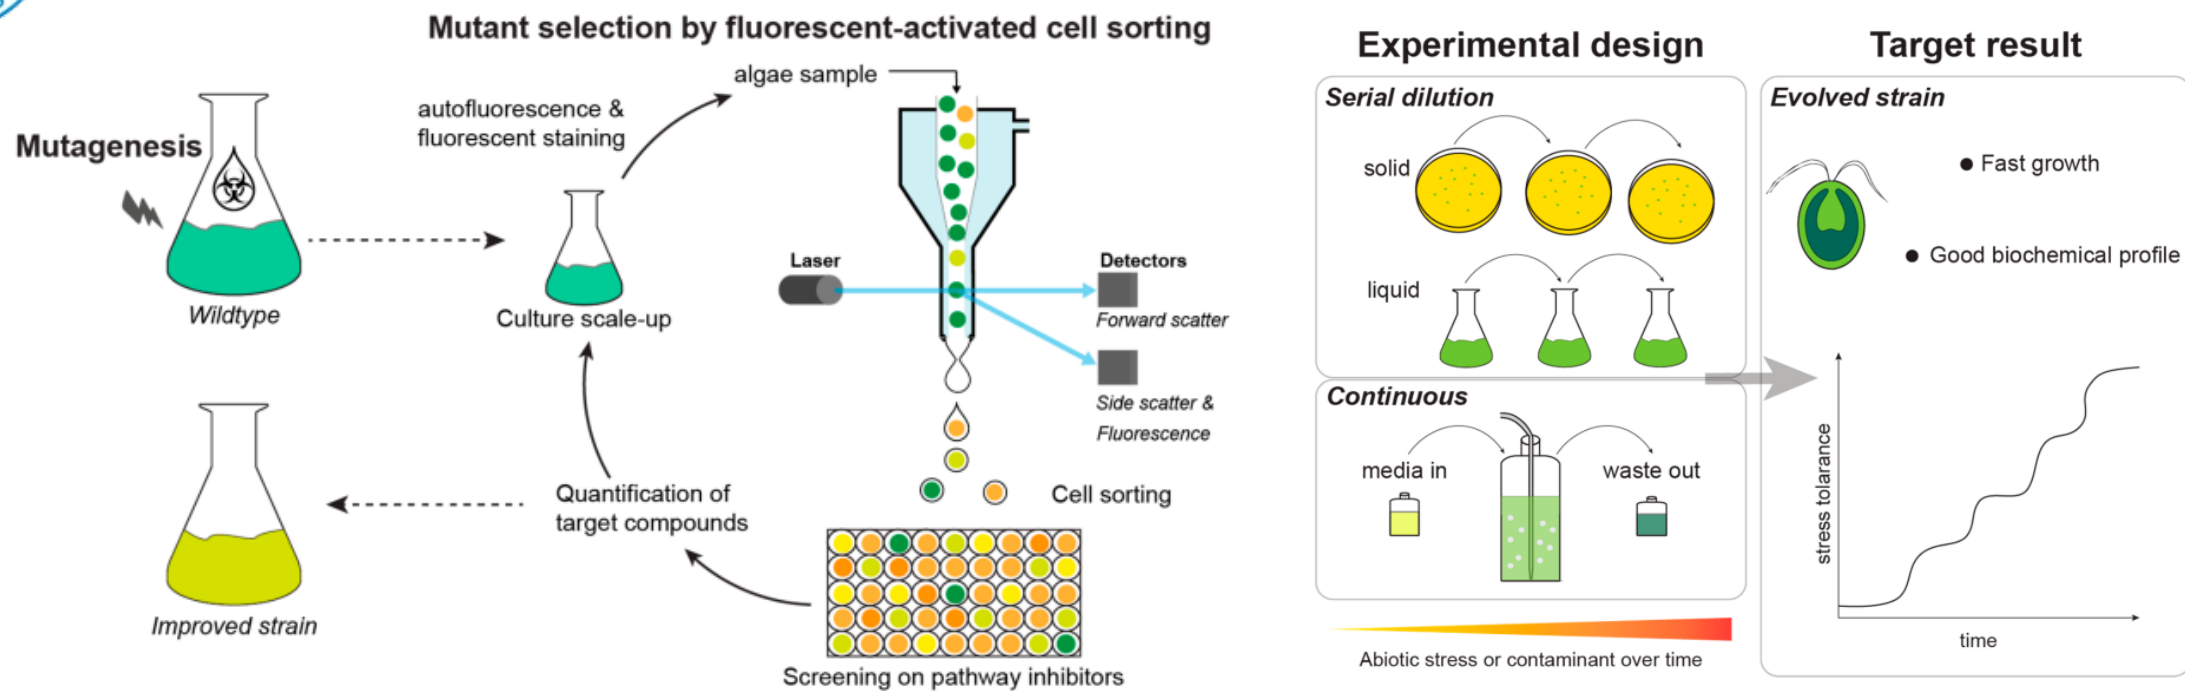 Mutant selection by fluorescent-activated cell sorting
algae sample
autofluorescence &
fluorescent staining
Mutagenesis
Wildtype
Culture scale-up
Laser
Detectors
Forward scatter
Side scatter &
Fluorescence
Cell sorting
Quantification of
target compounds
Improved strain
Screening on pathway inhibitors
Experimental design
Serial dilution
solid
liquid
Continuous
media in
waste out
Abiotic stress or contaminant over time
Target result
Evolved strain
● Fast growth
● Good biochemical profile
stress tolarance
time